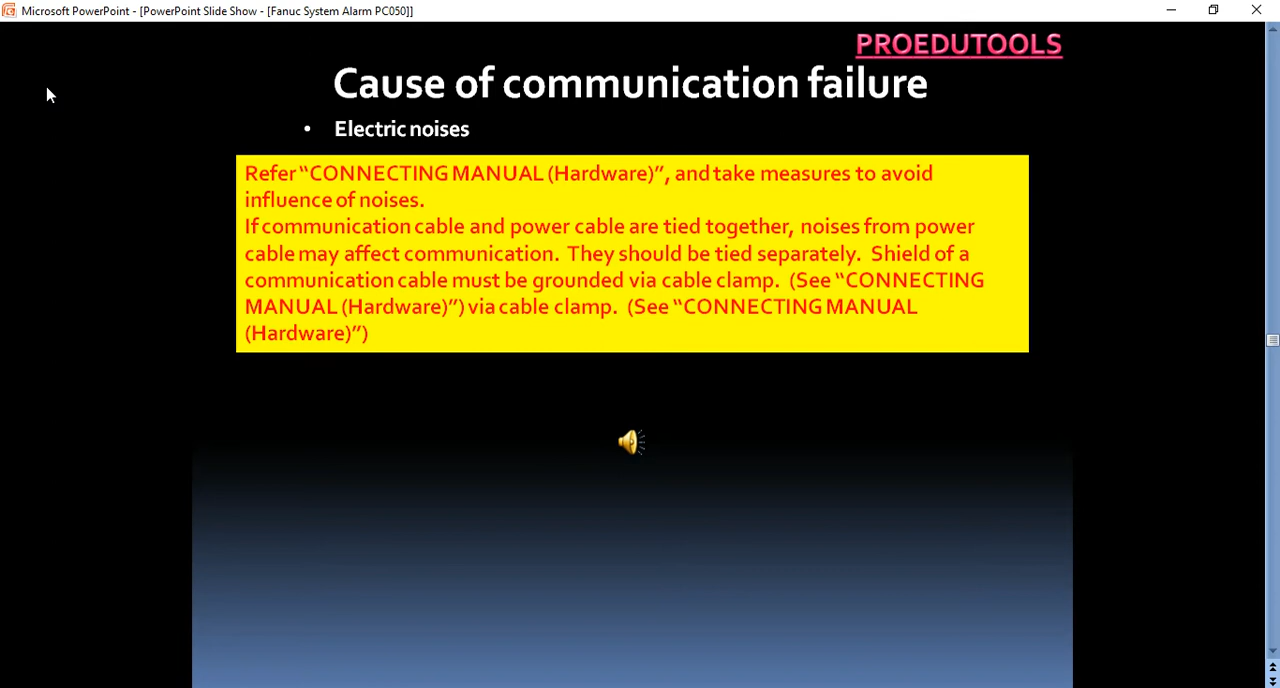 Microsoft PowerPoint - [PowerPoint Slide Show - [Fanuc System Alarm PC050]]
PROEDUTOOLS
Cause of communication failure
• Electric noises
Refer “CONNECTING MANUAL (Hardware)”, and take measures to avoid
influence of noises.
If communication cable and power cable are tied together, noises from power
cable may affect communication. They should be tied separately. Shield of a
communication cable must be grounded via cable clamp. (See “CONNECTING
MANUAL (Hardware)”) via cable clamp. (See “CONNECTING MANUAL
(Hardware)”)